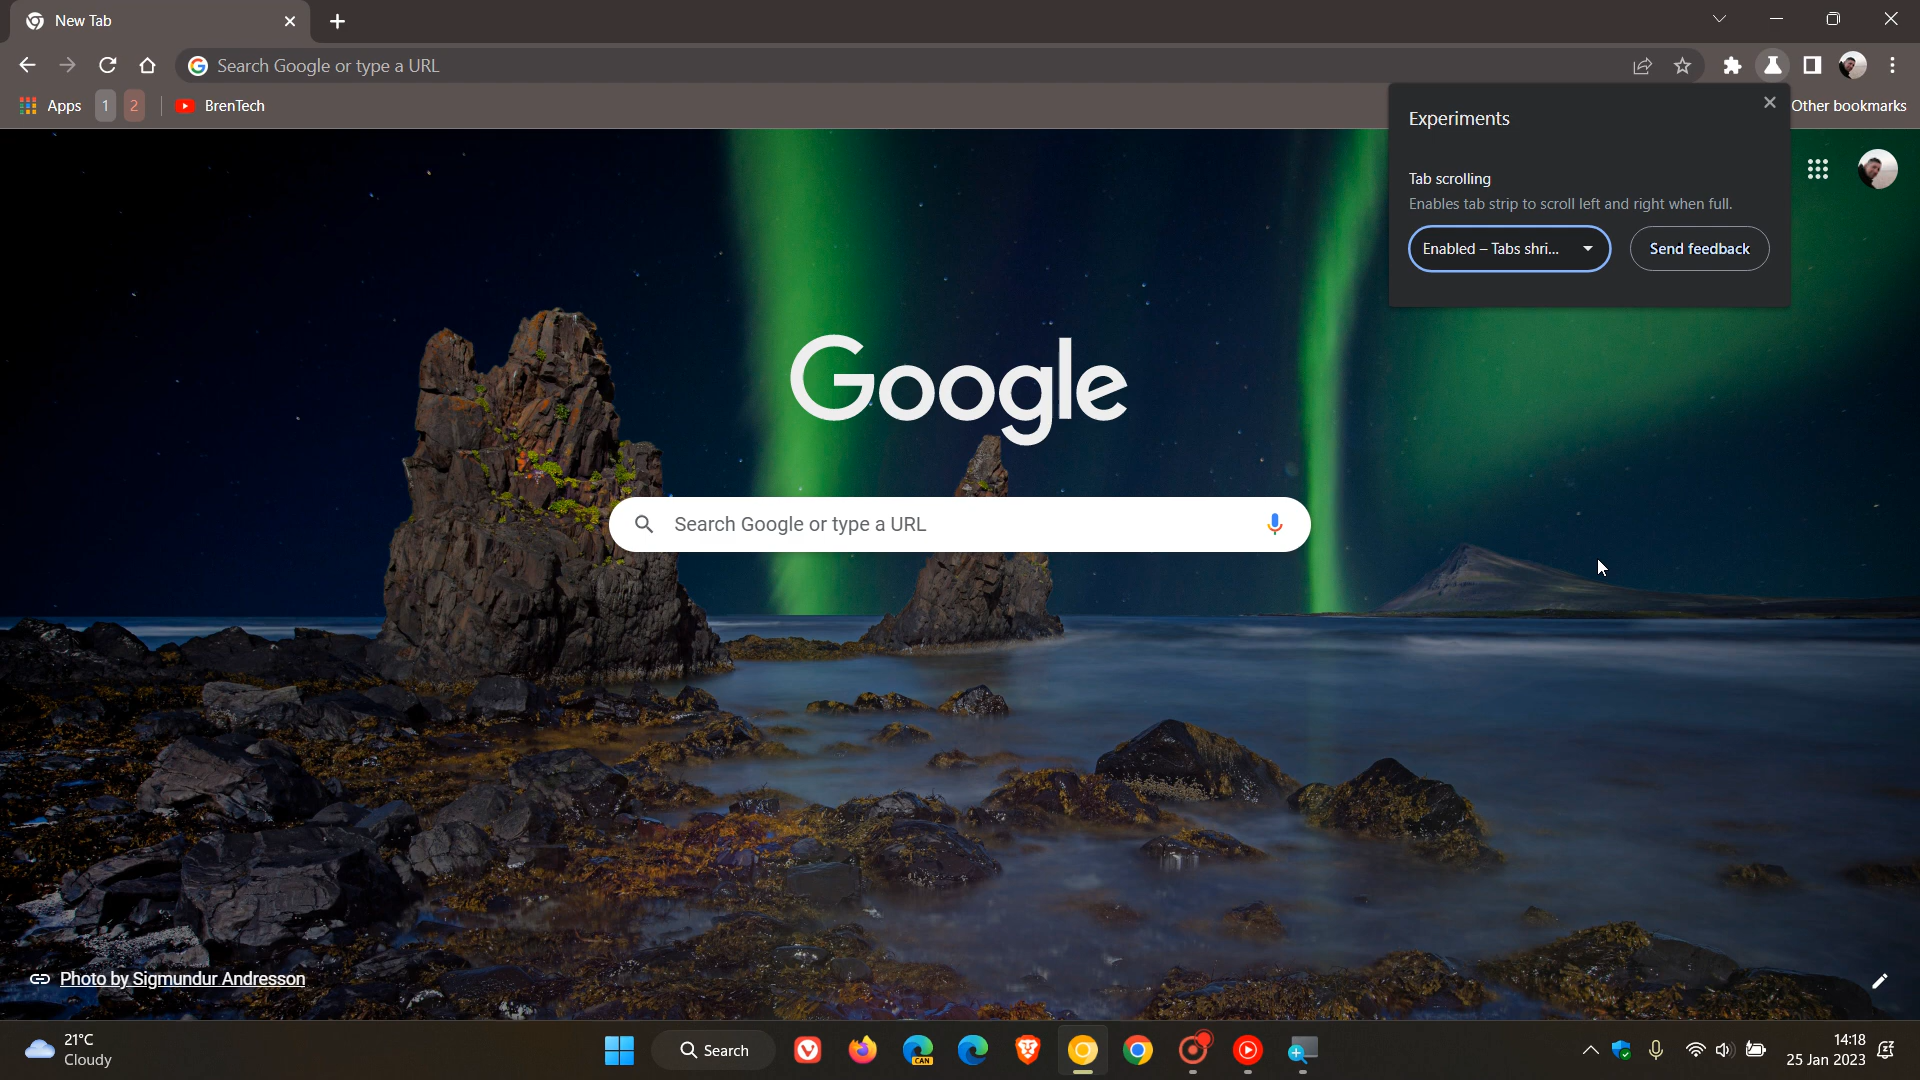 New Tab
Search Google or type a URL
Apps
1
2
BrenTech
Other bookmarks
Experiments
Tab scrolling
Enables tab strip to scroll left and right when full.
Enabled – Tabs shri...
Send feedback
Google
Search Google or type a URL
Photo by Sigmundur Andresson
21°C
Cloudy
Search
CAN
14:18
25 Jan 2023